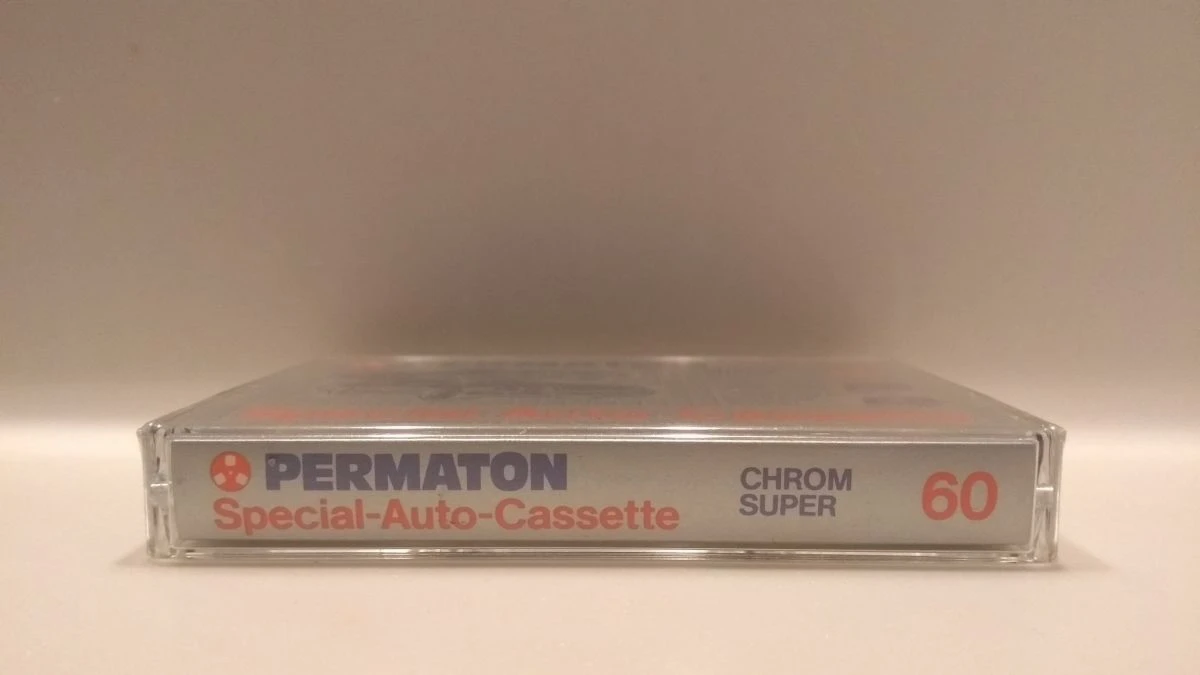 PERMATON
Special-Auto-Cassette
CHROM
SUPER
60